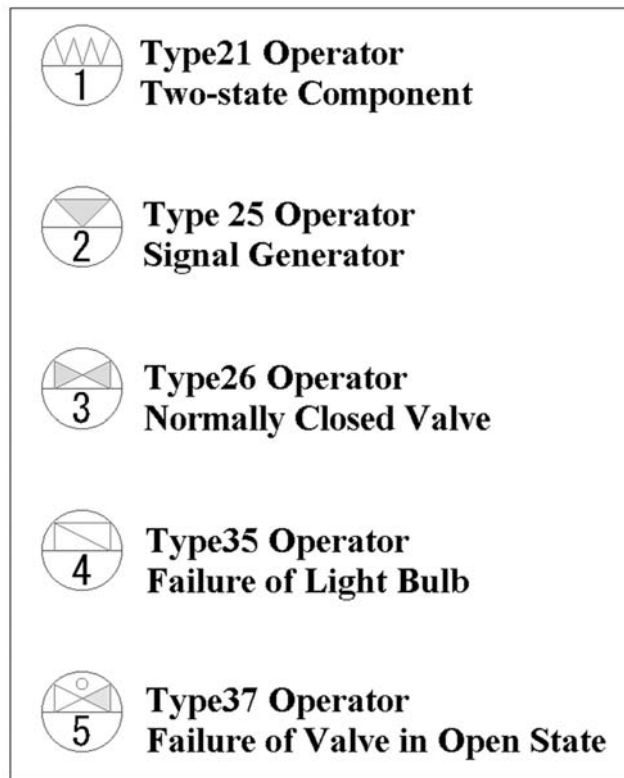 1
Type21 Operator
Two-state Component
2
Type 25 Operator
Signal Generator
3
Type26 Operator
Normally Closed Valve
4
Type35 Operator
Failure of Light Bulb
5
Type37 Operator
Failure of Valve in Open State